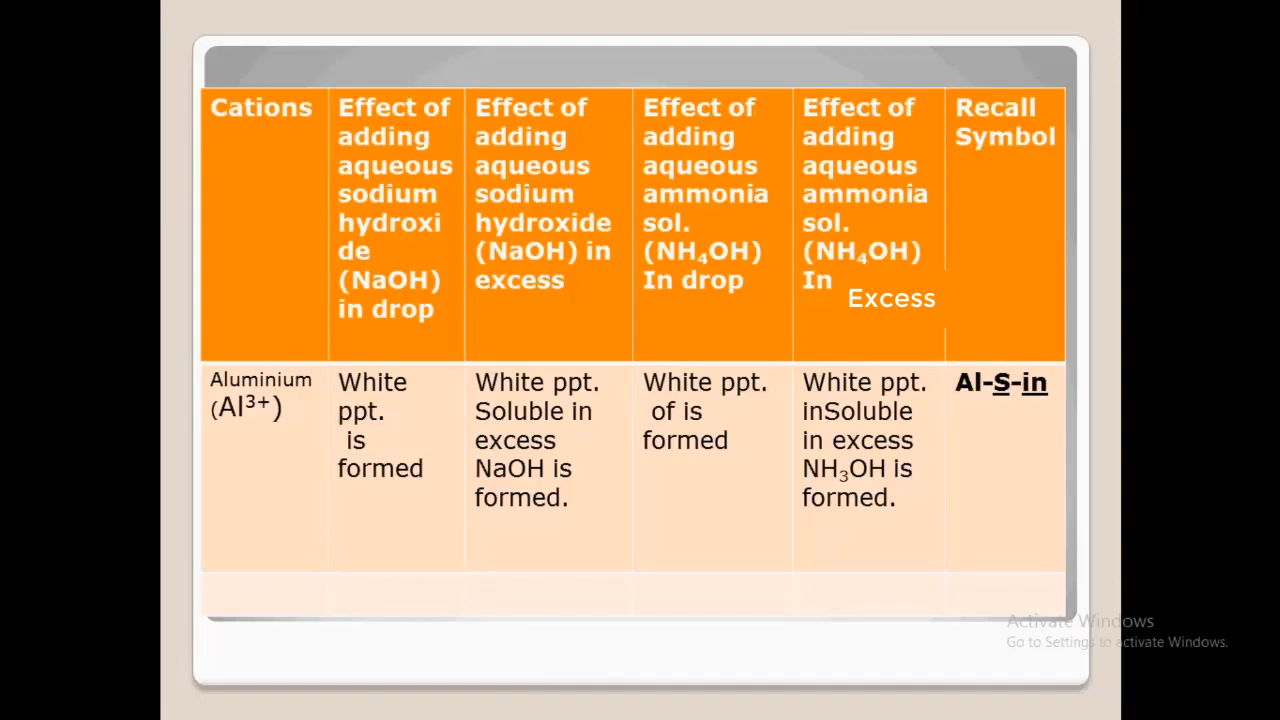 Cations
Effect of
adding
aqueous
sodium
hydroxi
de
(NaOH)
in drop
Effect of
adding
aqueous
sodium
hydroxide
(NaOH) in
excess
Effect of
adding
aqueous
ammonia
sol.
(NH₄OH)
In drop
Effect of
adding
aqueous
ammonia
sol.
(NH₄OH)
In Excess
Recall
Symbol
Aluminium
(Al³⁺)
White
ppt.
is
formed
White ppt.
Soluble in
excess
NaOH is
formed.
White ppt.
of is
formed
White ppt.
inSoluble
in excess
NH₃OH is
formed.
Al-S-in
Activate Windows
Go to Settings to activate Windows.